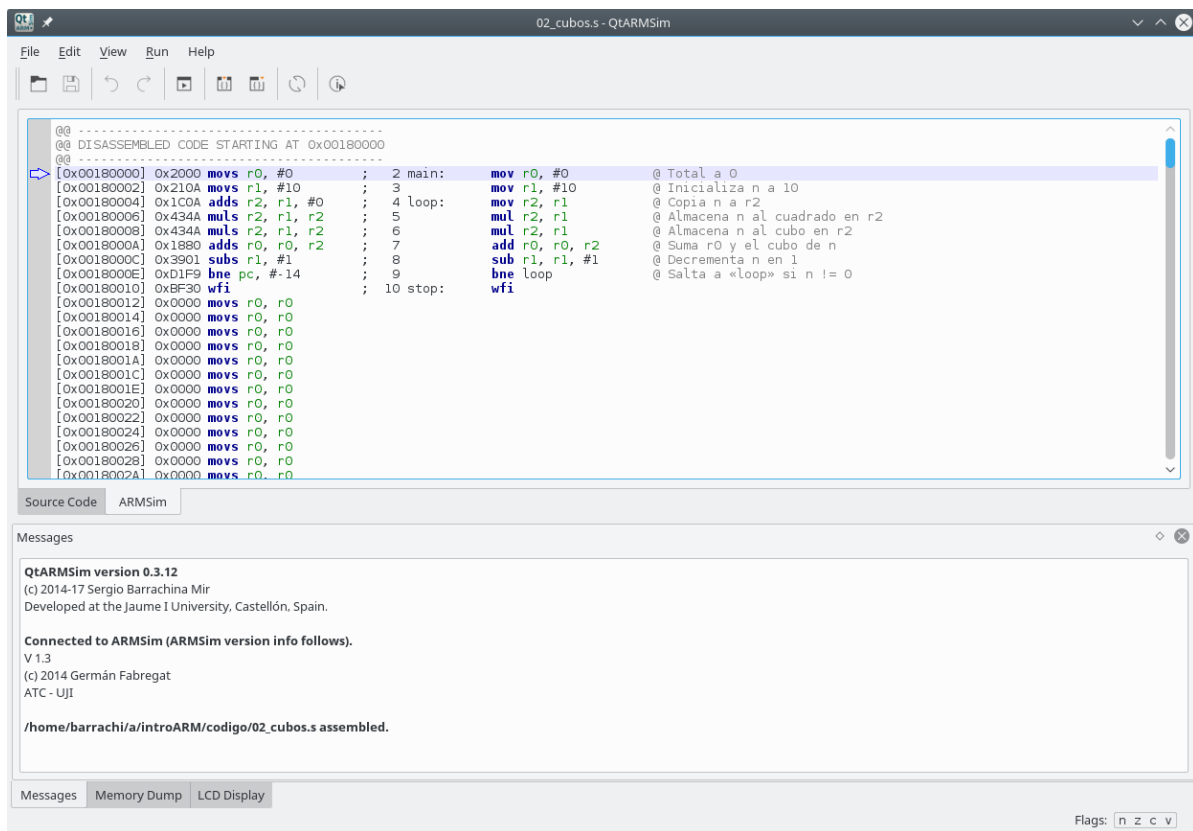 02_cubos.s - QtARMSim
File Edit View Run Help
@@ ----------------------------------------
@@ DISASSEMBLED CODE STARTING AT 0x00180000
@@ ----------------------------------------
[0x00180000] 0x2000 movs r0, #0 ; 2 main: mov r0, #0 @ Total a 0
[0x00180002] 0x210A movs r1, #10 ; 3 mov r1, #10 @ Inicializa n a 10
[0x00180004] 0x1C0A adds r2, r1, #0 ; 4 loop: mov r2, r1 @ Copia n a r2
[0x00180006] 0x434A muls r2, r1, r2 ; 5 mul r2, r1 @ Almacena n al cuadrado en r2
[0x00180008] 0x434A muls r2, r1, r2 ; 6 mul r2, r1 @ Almacena n al cubo en r2
[0x0018000A] 0x1880 adds r0, r0, r2 ; 7 add r0, r0, r2 @ Suma r0 y el cubo de n
[0x0018000C] 0x3901 subs r1, #1 ; 8 sub r1, r1, #1 @ Decrementa n en 1
[0x0018000E] 0xD1F9 bne pc, #-14 ; 9 bne loop @ Salta a «loop» si n != 0
[0x00180010] 0xBF30 wfi ; 10 stop: wfi
[0x00180012] 0x0000 movs r0, r0
[0x00180014] 0x0000 movs r0, r0
[0x00180016] 0x0000 movs r0, r0
[0x00180018] 0x0000 movs r0, r0
[0x0018001A] 0x0000 movs r0, r0
[0x0018001C] 0x0000 movs r0, r0
[0x0018001E] 0x0000 movs r0, r0
[0x00180020] 0x0000 movs r0, r0
[0x00180022] 0x0000 movs r0, r0
[0x00180024] 0x0000 movs r0, r0
[0x00180026] 0x0000 movs r0, r0
[0x00180028] 0x0000 movs r0, r0
[0x0018002A] 0x0000 movs r0, r0
Source Code ARMSim
Messages
QtARMSim version 0.3.12
(c) 2014-17 Sergio Barrachina Mir
Developed at the Jaume I University, Castellón, Spain.
Connected to ARMSim (ARMSim version info follows).
V 1.3
(c) 2014 Germán Fabregat
ATC - UJI
/home/barrachi/a/introARM/codigo/02_cubos.s assembled.
Messages Memory Dump LCD Display
Flags: n z c v